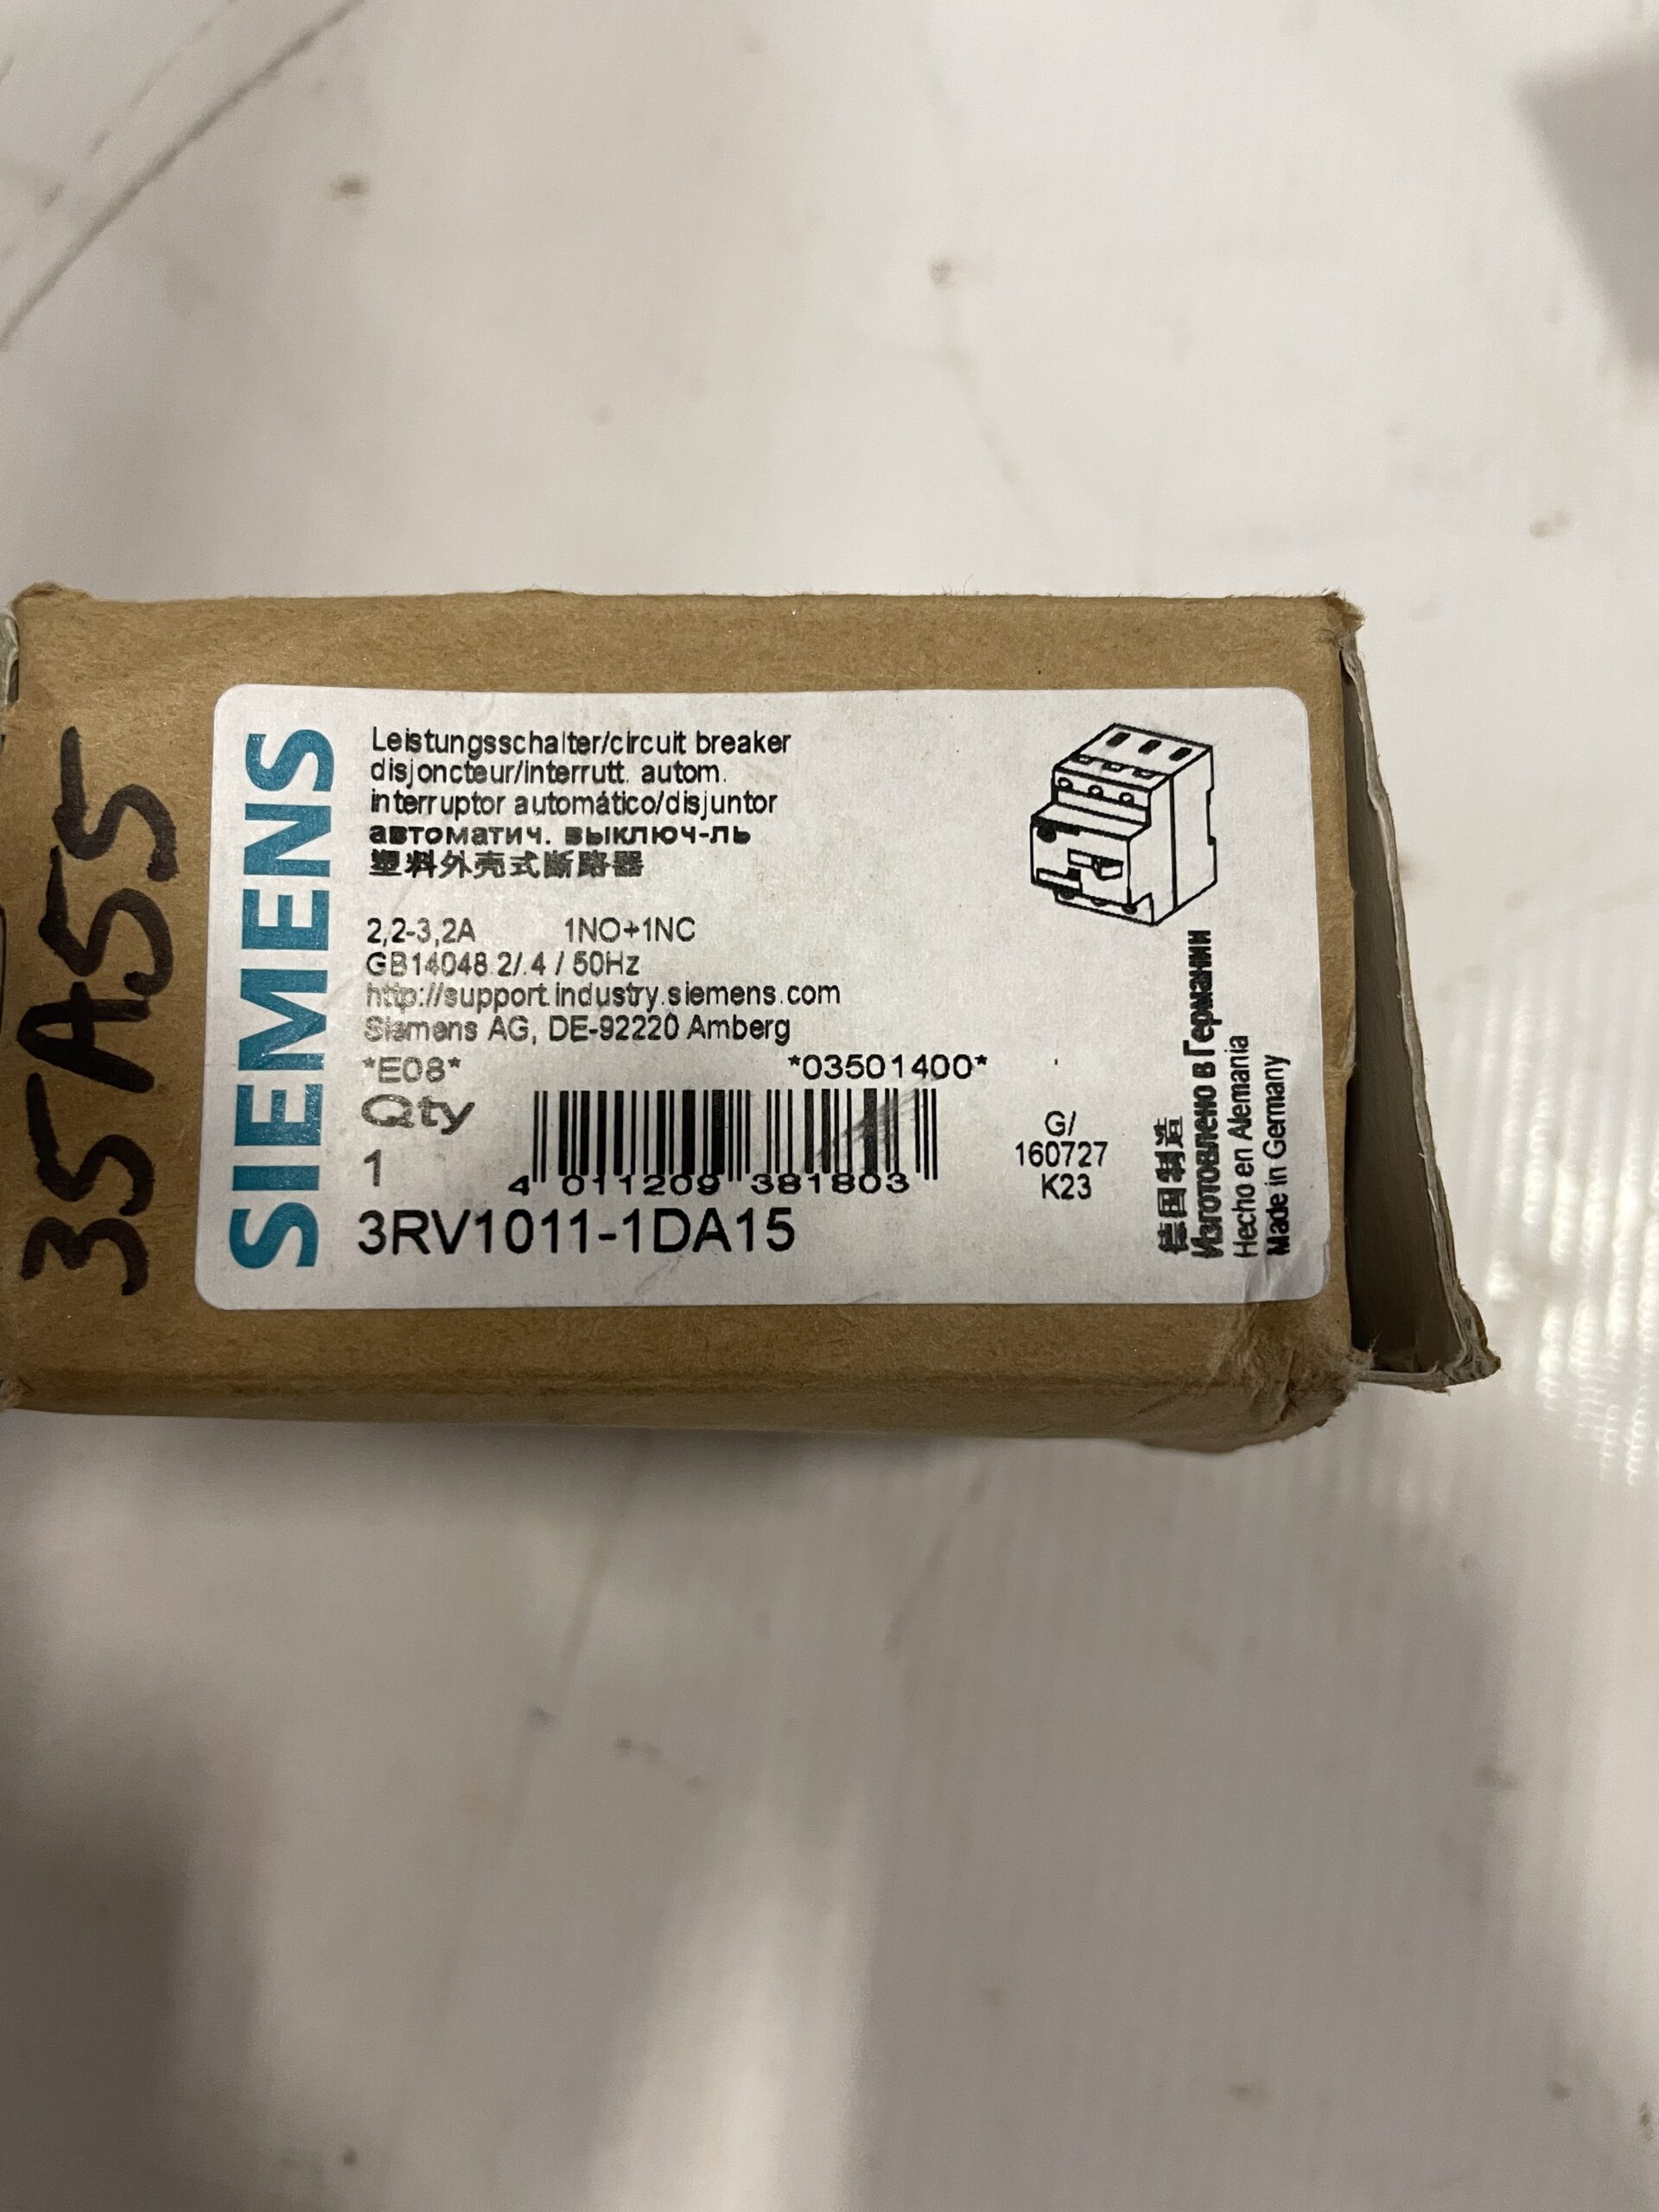 35A55
SIEMENS
Leistungsschalter/circuit breaker
disjoncteur/interrutt. autom.
interruptor automático/disjuntor
автоматич. выключ-ль
塑料外壳式断路器
2,2-3,2A 1NO+1NC
GB14048.2/.4 / 50Hz
http://support.industry.siemens.com
Siemens AG, DE-92220 Amberg
*E08* *03501400*
Qty
1
4 011209 381803
3RV1011-1DA15
G/
160727
K23
德国制造
Изготовлено в Германии
Hecho en Alemania
Made in Germany